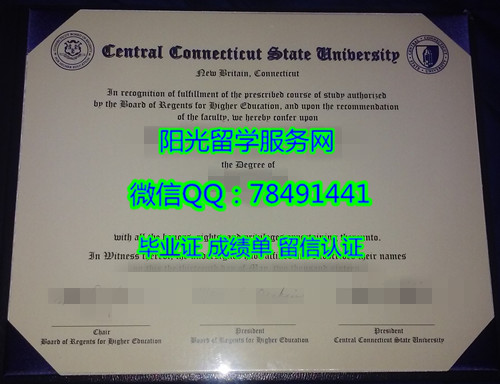 Central Connecticut State University
New Britain, Connecticut
In recognition of fulfillment of the prescribed course of study authorized
by the Board of Regents for Higher Education, and upon the recommendation
of the faculty, we hereby confer upon
阳光留学服务网
the Degree of
微信QQ：78491441
with all the
毕业证 成绩单 留信认证
In Witness their names
Chair
Board of Regents for Higher Education
President
Board of Regents for Higher Education
President
Central Connecticut State University